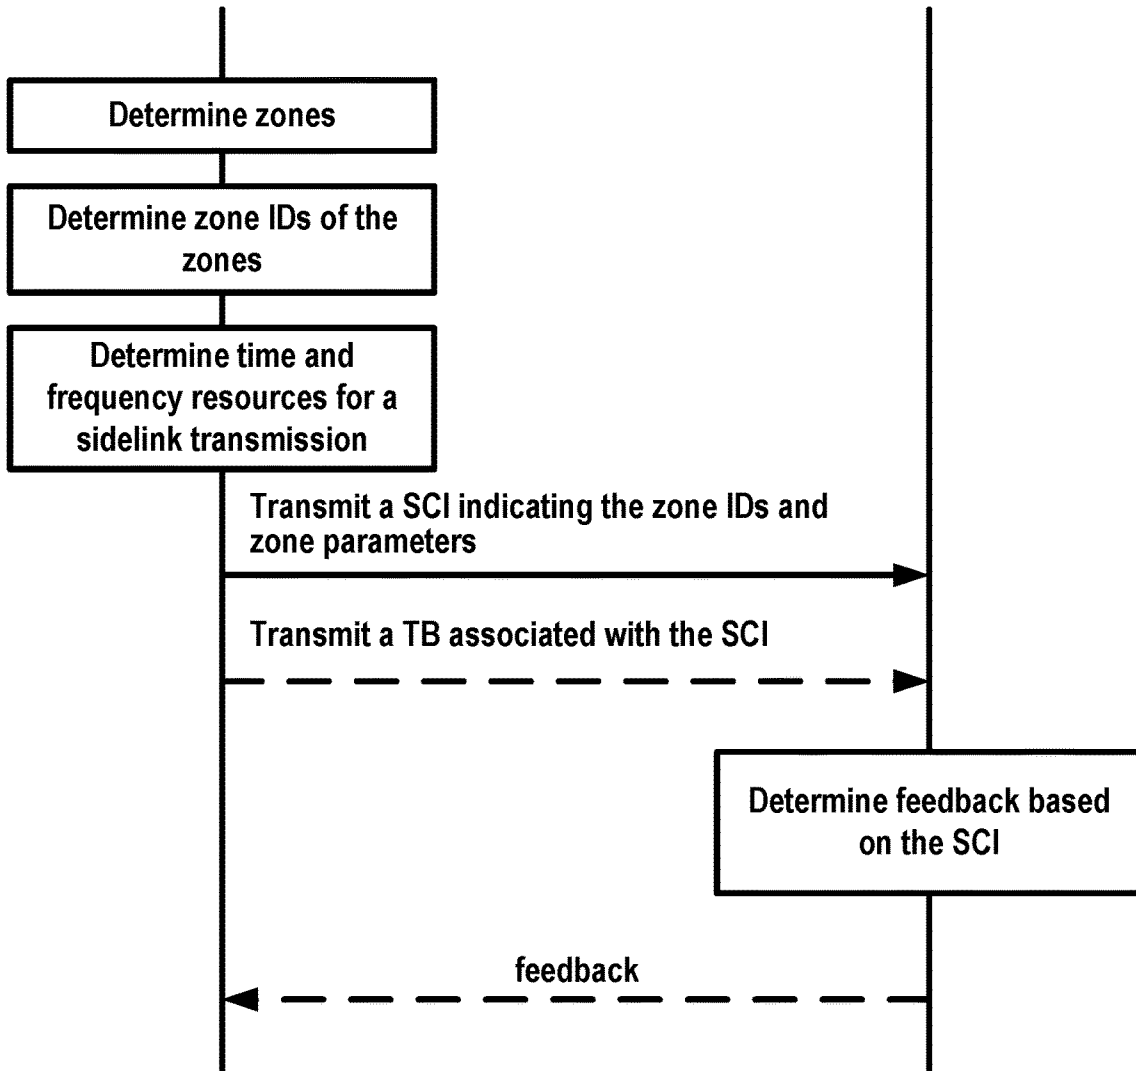 Determine zones
Determine zone IDs of the
zones
Determine time and
frequency resources for a
sidelink transmission
Transmit a SCI indicating the zone IDs and
zone parameters
Transmit a TB associated with the SCI
Determine feedback based
on the SCI
feedback